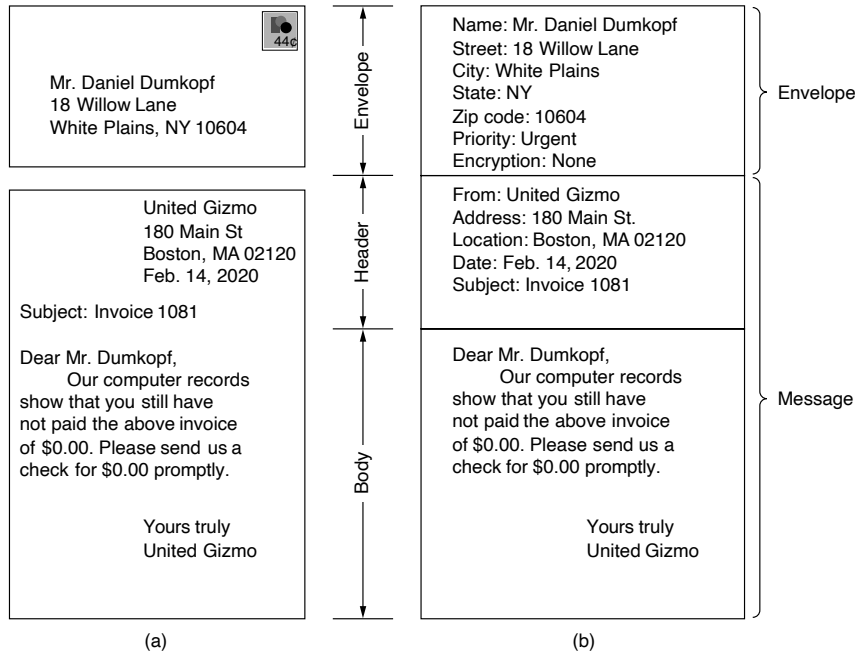 44¢
Mr. Daniel Dumkopf
18 Willow Lane
White Plains, NY 10604
United Gizmo
180 Main St
Boston, MA 02120
Feb. 14, 2020
Subject: Invoice 1081
Dear Mr. Dumkopf,
Our computer records
show that you still have
not paid the above invoice
of $0.00. Please send us a
check for $0.00 promptly.
Yours truly
United Gizmo
(a)
Envelope
Header
Body
Name: Mr. Daniel Dumkopf
Street: 18 Willow Lane
City: White Plains
State: NY
Zip code: 10604
Priority: Urgent
Encryption: None
From: United Gizmo
Address: 180 Main St.
Location: Boston, MA 02120
Date: Feb. 14, 2020
Subject: Invoice 1081
Dear Mr. Dumkopf,
Our computer records
show that you still have
not paid the above invoice
of $0.00. Please send us a
check for $0.00 promptly.
Yours truly
United Gizmo
(b)
Envelope
Message